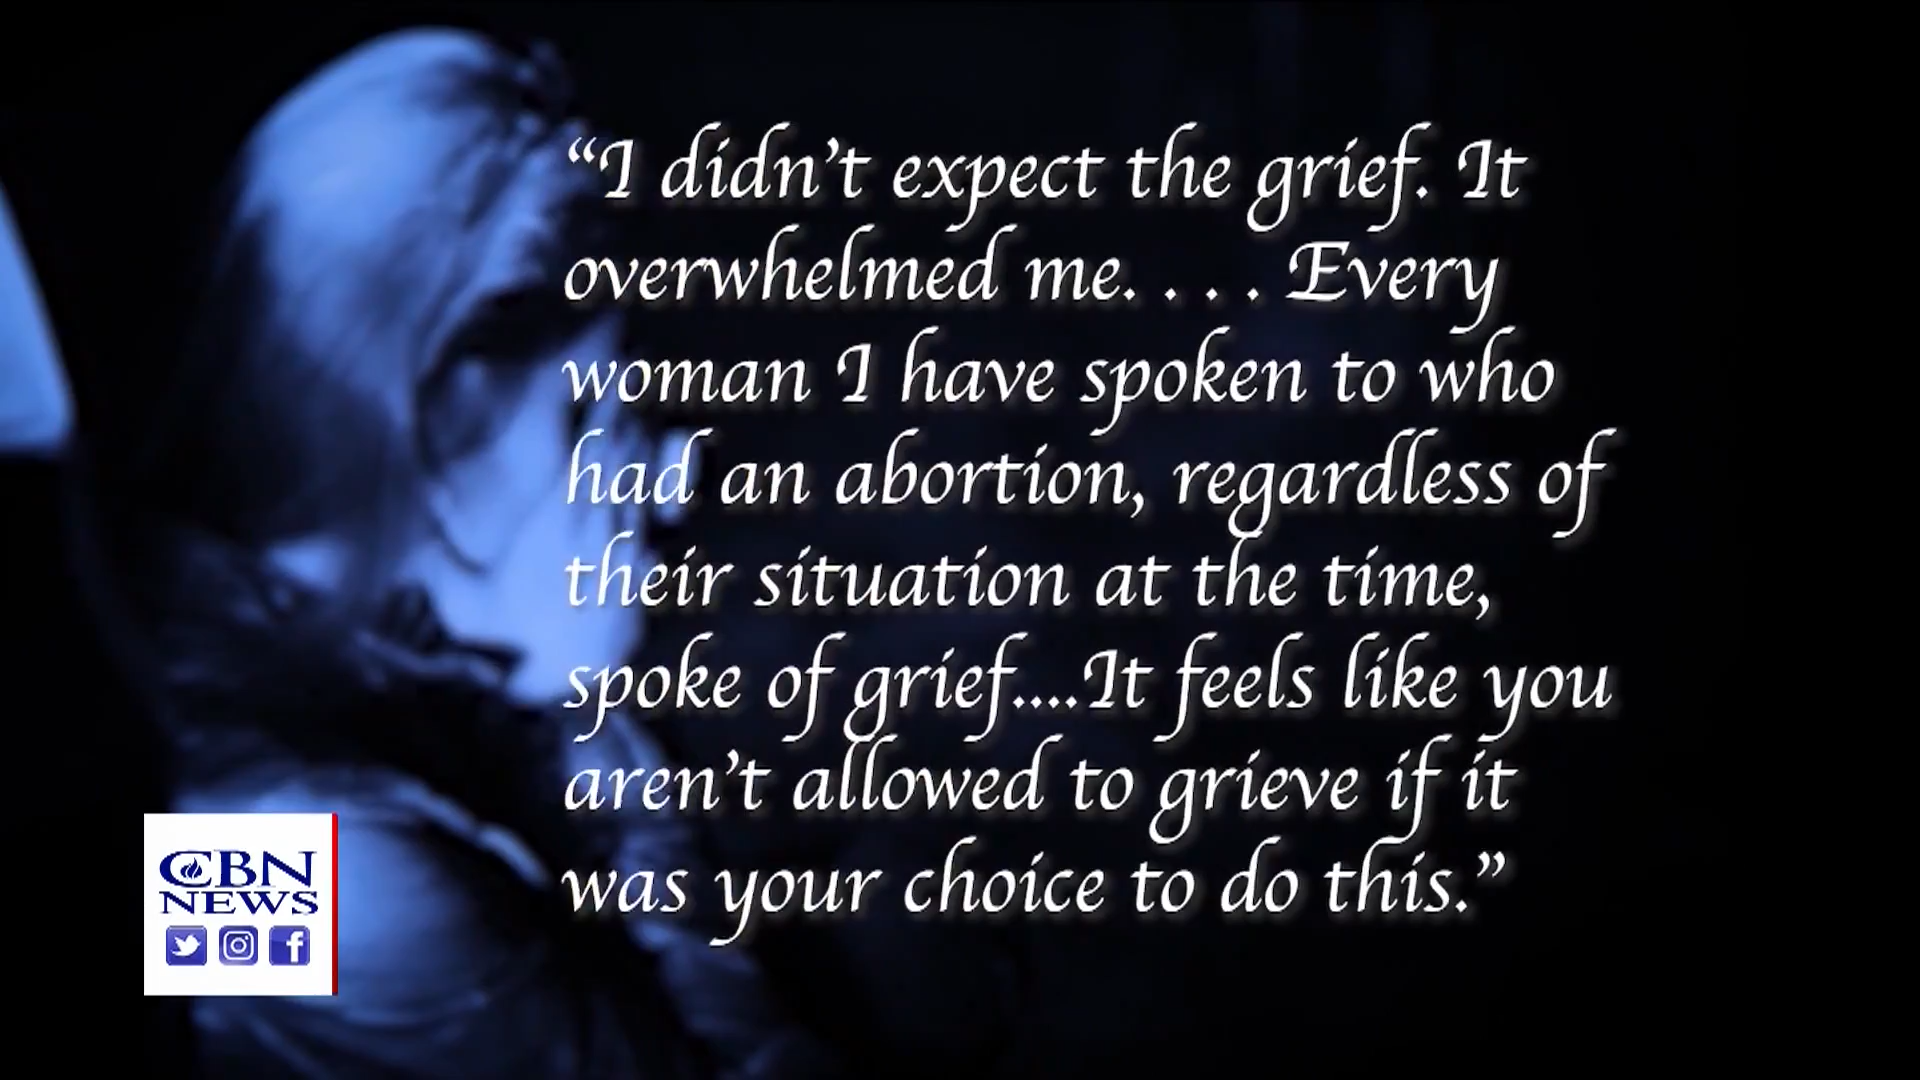 “I didn’t expect the grief. It
overwhelmed me. . . . Every
woman I have spoken to who
had an abortion, regardless of
their situation at the time,
spoke of grief....It feels like you
aren’t allowed to grieve if it
was your choice to do this.”
CBN
NEWS